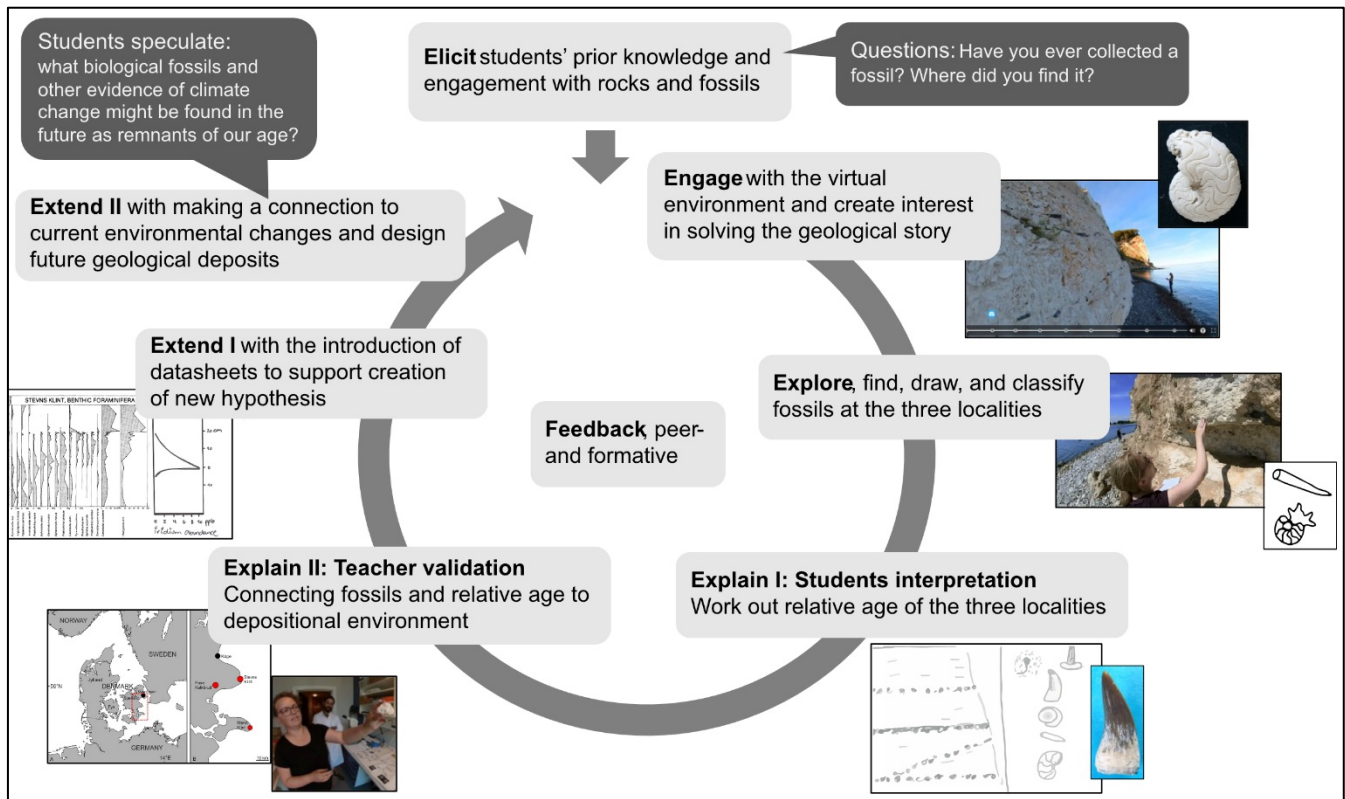 Students speculate:
what biological fossils and
other evidence of climate
change might be found in the
future as remnants of our age?
Elicit students’ prior knowledge and
engagement with rocks and fossils
Questions: Have you ever collected a
fossil? Where did you find it?
Engage with the virtual
environment and create interest
in solving the geological story
Extend II with making a connection to
current environmental changes and design
future geological deposits
Extend I with the introduction of
datasheets to support creation
of new hypothesis
Explore, find, draw, and classify
fossils at the three localities
Feedback, peer-
and formative
STEVNS KLINT, BENTHIC FORAMINIFERA
Iridium abundance
Explain II: Teacher validation
Connecting fossils and relative age to
depositional environment
Explain I: Students interpretation
Work out relative age of the three localities
NORWAY
SWEDEN
DENMARK
GERMANY
14°E
A
B